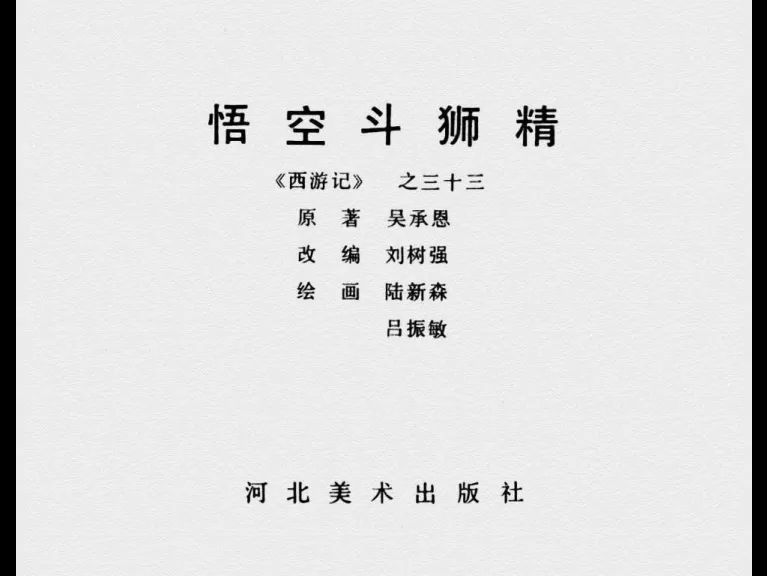 悟空斗狮精
《西游记》 之三十三
原 著 吴承恩
改 编 刘树强
绘 画 陆新森
吕振敏
河北美术出版社